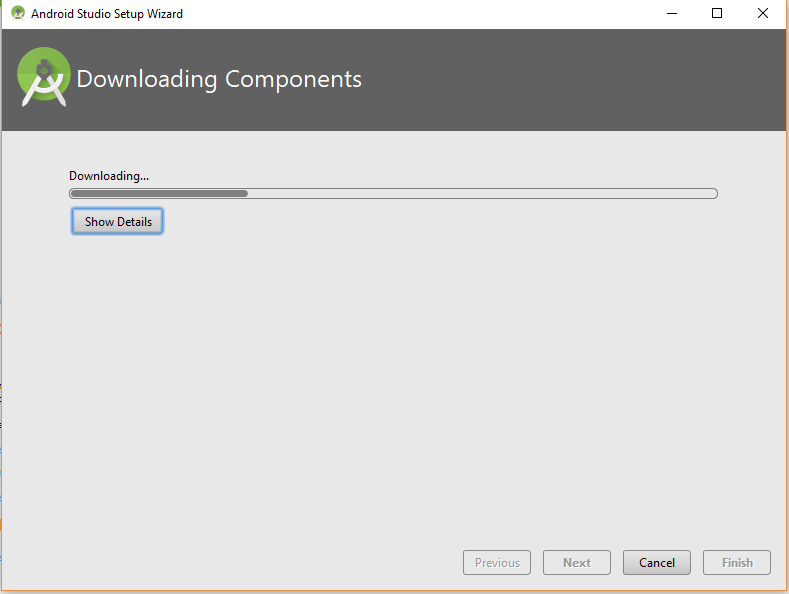 Android Studio Setup Wizard
Downloading Components
Downloading...
Show Details
Previous Next Cancel Finish